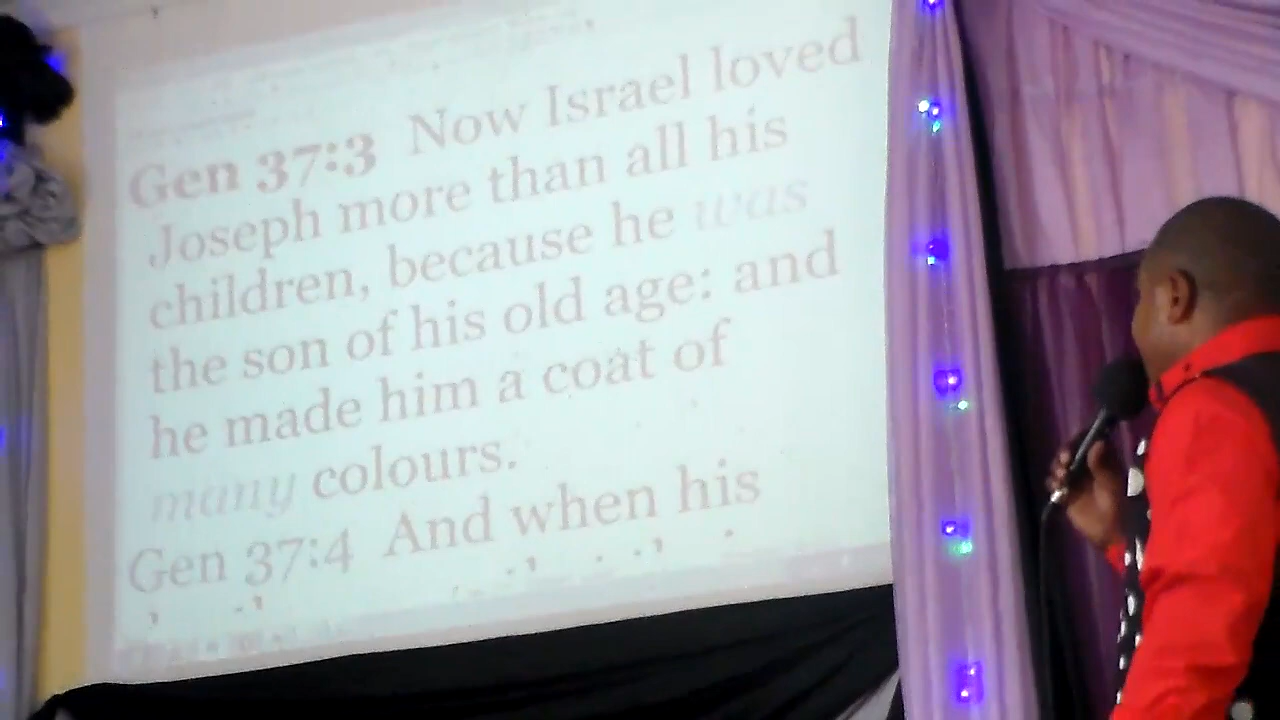 Gen 37:3 Now Israel loved
Joseph more than all his
children, because he was
the son of his old age: and
he made him a coat of
many colours.
Gen 37:4 And when his